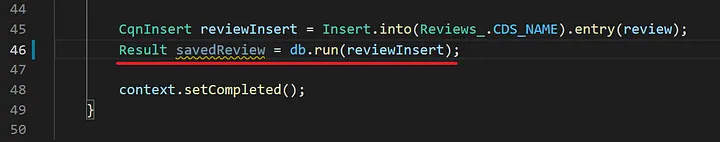 44
45 CqnInsert reviewInsert = Insert.into(Reviews_.CDS_NAME).entry(review);
46 Result savedReview = db.run(reviewInsert);
47
48 context.setCompleted();
49 }
50